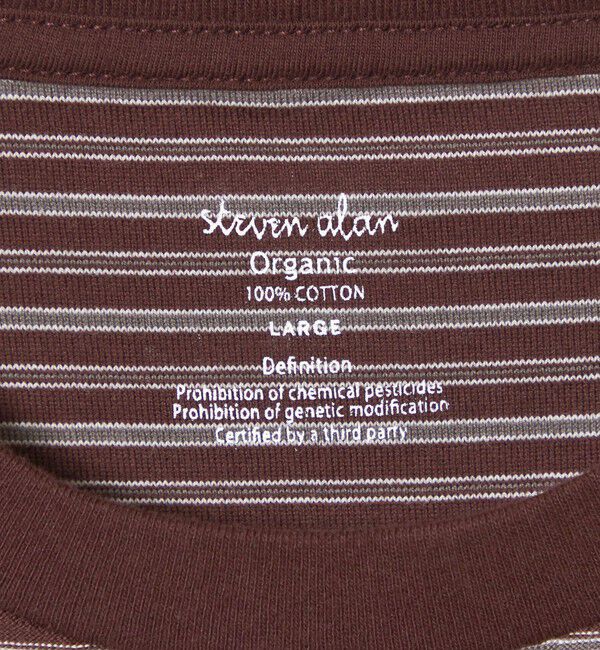 steven alan
Organic
100% COTTON
LARGE
Definition
Prohibition of chemical pesticides
Prohibition of genetic modification
Certified by a third party